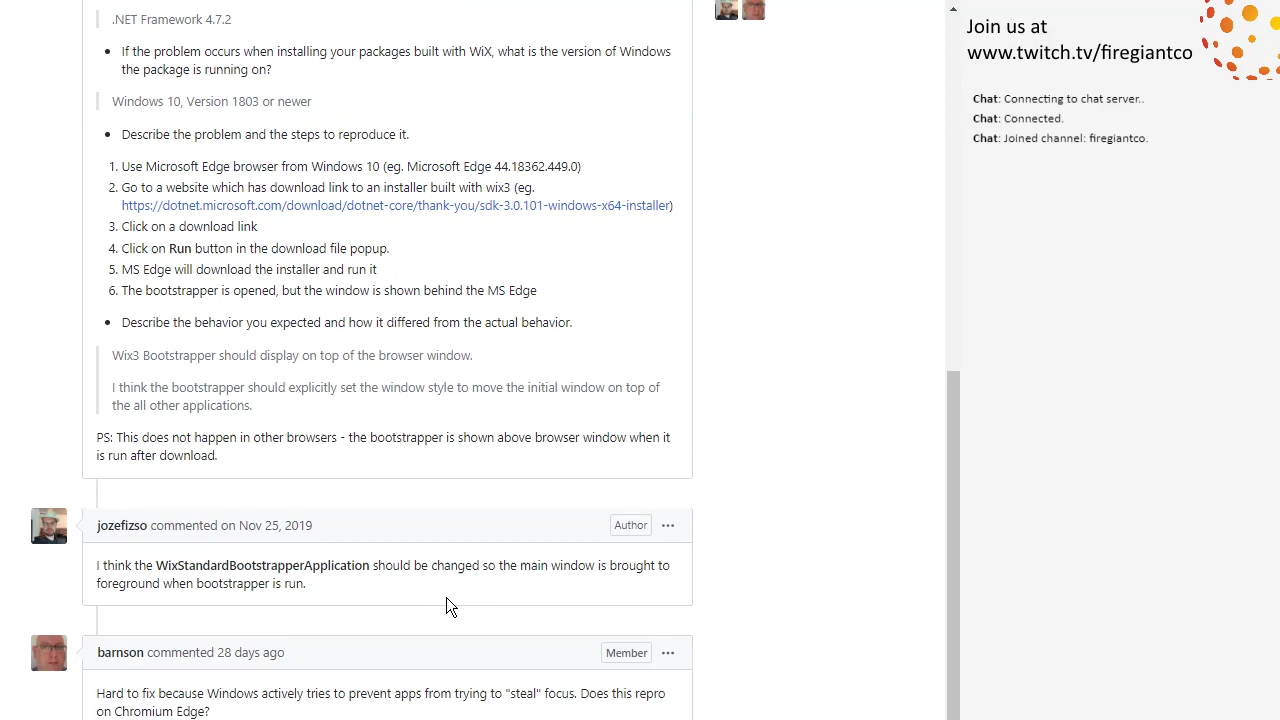 .NET Framework 4.7.2
• If the problem occurs when installing your packages built with WiX, what is the version of Windows
the package is running on?
Windows 10, Version 1803 or newer
• Describe the problem and the steps to reproduce it.
1. Use Microsoft Edge browser from Windows 10 (eg. Microsoft Edge 44.18362.449.0)
2. Go to a website which has download link to an installer built with wix3 (eg.
https://dotnet.microsoft.com/download/dotnet-core/thank-you/sdk-3.0.101-windows-x64-installer)
3. Click on a download link
4. Click on Run button in the download file popup.
5. MS Edge will download the installer and run it
6. The bootstrapper is opened, but the window is shown behind the MS Edge
• Describe the behavior you expected and how it differed from the actual behavior.
Wix3 Bootstrapper should display on top of the browser window.
I think the bootstrapper should explicitly set the window style to move the initial window on top of
the all other applications.
PS: This does not happen in other browsers - the bootstrapper is shown above browser window when it
is run after download.
jozefizso commented on Nov 25, 2019 Author ...
I think the WixStandardBootstrapperApplication should be changed so the main window is brought to
foreground when bootstrapper is run.
barnson commented 28 days ago Member ...
Hard to fix because Windows actively tries to prevent apps from trying to "steal" focus. Does this repro
on Chromium Edge?
Join us at
www.twitch.tv/firegiantco
Chat: Connecting to chat server..
Chat: Connected.
Chat: Joined channel: firegiantco.